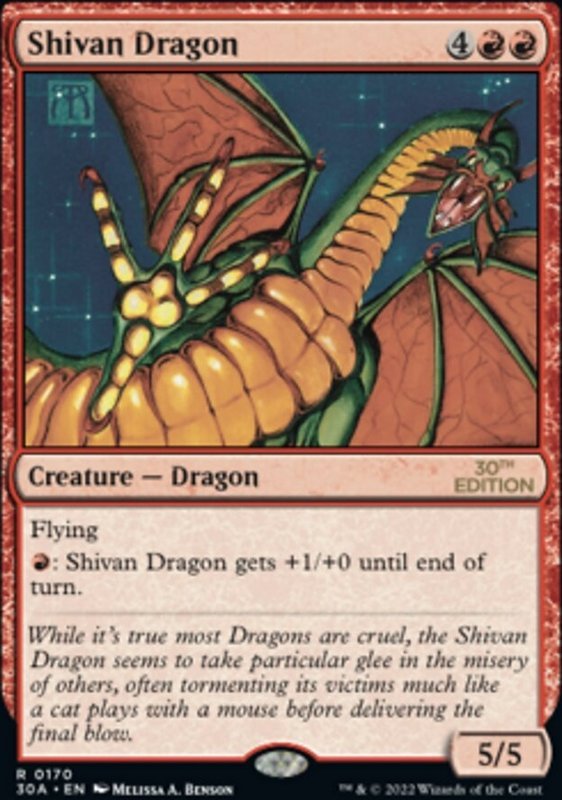 Shivan Dragon 4
Creature — Dragon
30TH
EDITION
Flying
: Shivan Dragon gets +1/+0 until end of
turn.
While it's true most Dragons are cruel, the Shivan
Dragon seems to take particular glee in the misery
of others, often tormenting its victims much like
a cat plays with a mouse before delivering the
final blow.
5/5
R 0170
30A • EN Melissa A. Benson
™ & © 2022 Wizards of the Coast